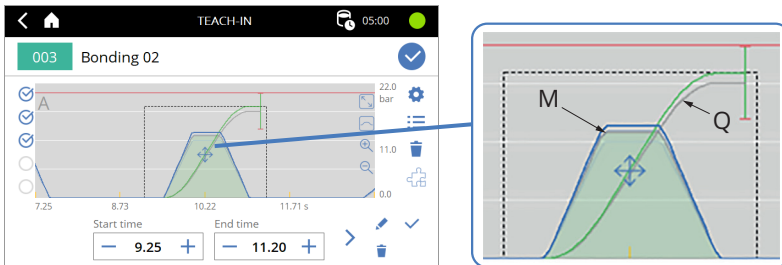 TEACH-IN
05:00
003 Bonding 02
A
22.0
bar
11.0
0.0
7.25 8.73 10.22 11.71 s
Start time End time
− 9.25 + − 11.20 +
M
Q